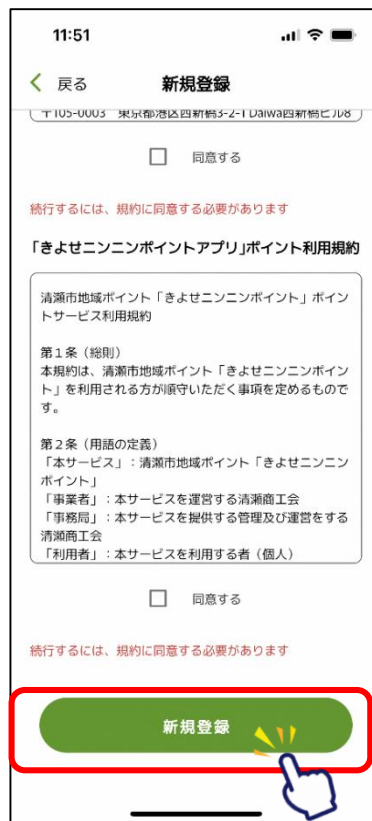 11:51
戻る
新規登録
〒105-0003 東京都港区西新橋3-2-1 Daiwa西新橋ビル8
同意する
続行するには、規約に同意する必要があります
「きよせニンニンポイントアプリ」ポイント利用規約
清瀬市地域ポイント「きよせニンニンポイント」ポイン
トサービス利用規約
第1条（総則）
本規約は、清瀬市地域ポイント「きよせニンニンポイン
ト」を利用される方が順守いただく事項を定めるもので
す。
第2条（用語の定義）
「本サービス」：清瀬市地域ポイント「きよせニンニン
ポイント」
「事業者」：本サービスを運営する清瀬商工会
「事務局」：本サービスを提供する管理及び運営をする
清瀬商工会
「利用者」：本サービスを利用する者（個人）
同意する
続行するには、規約に同意する必要があります
新規登録